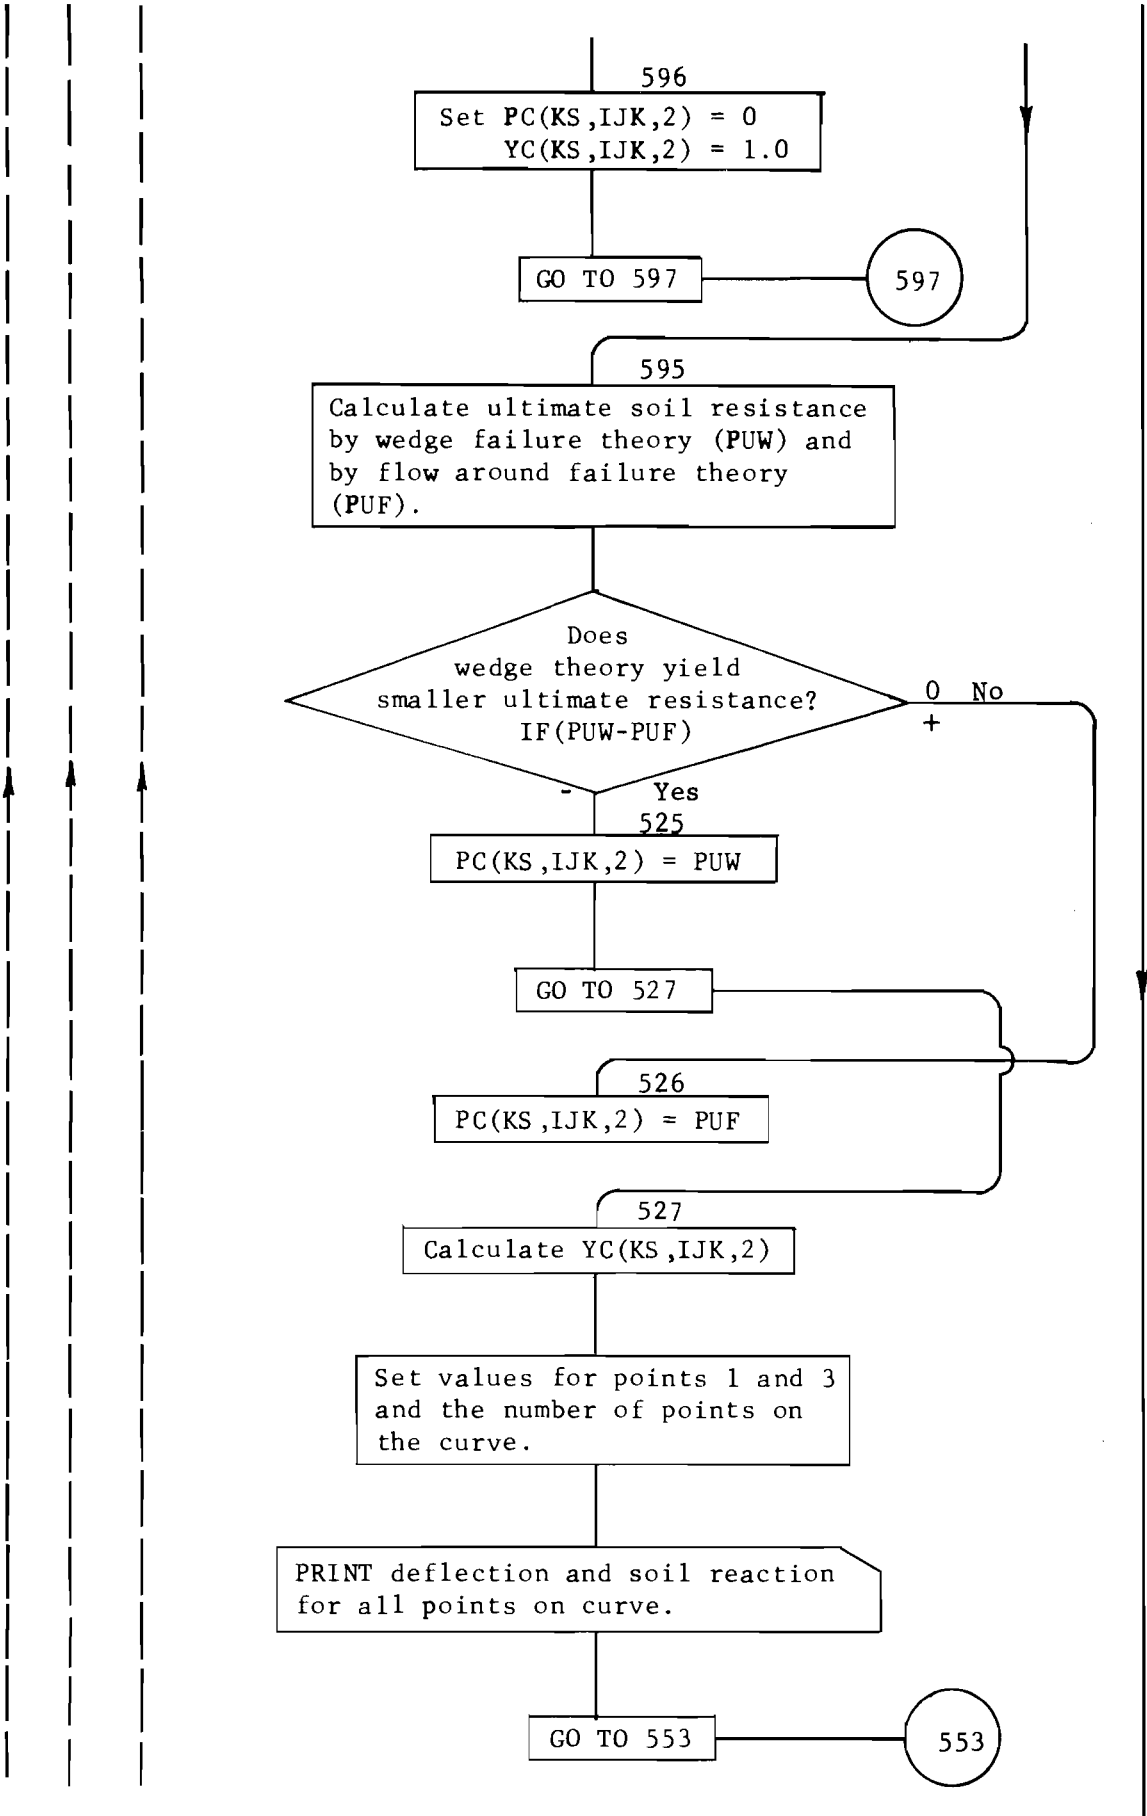 596
Set PC(KS,IJK,2) = 0
YC(KS,IJK,2) = 1.0
GO TO 597
597
595
Calculate ultimate soil resistance
by wedge failure theory (PUW) and
by flow around failure theory
(PUF).
Does
wedge theory yield
smaller ultimate resistance?
IF(PUW-PUF)
0 No
+
- Yes
525
PC(KS,IJK,2) = PUW
GO TO 527
526
PC(KS,IJK,2) = PUF
527
Calculate YC(KS,IJK,2)
Set values for points 1 and 3
and the number of points on
the curve.
PRINT deflection and soil reaction
for all points on curve.
GO TO 553
553